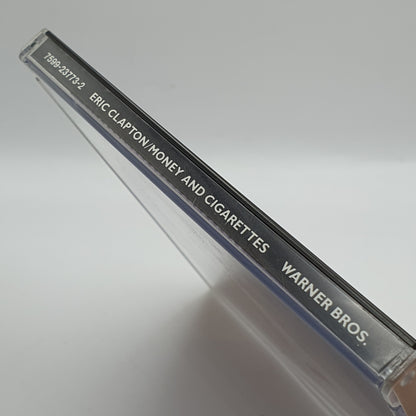 7599-23773-2 ERIC CLAPTON/MONEY AND CIGARETTES WARNER BROS.